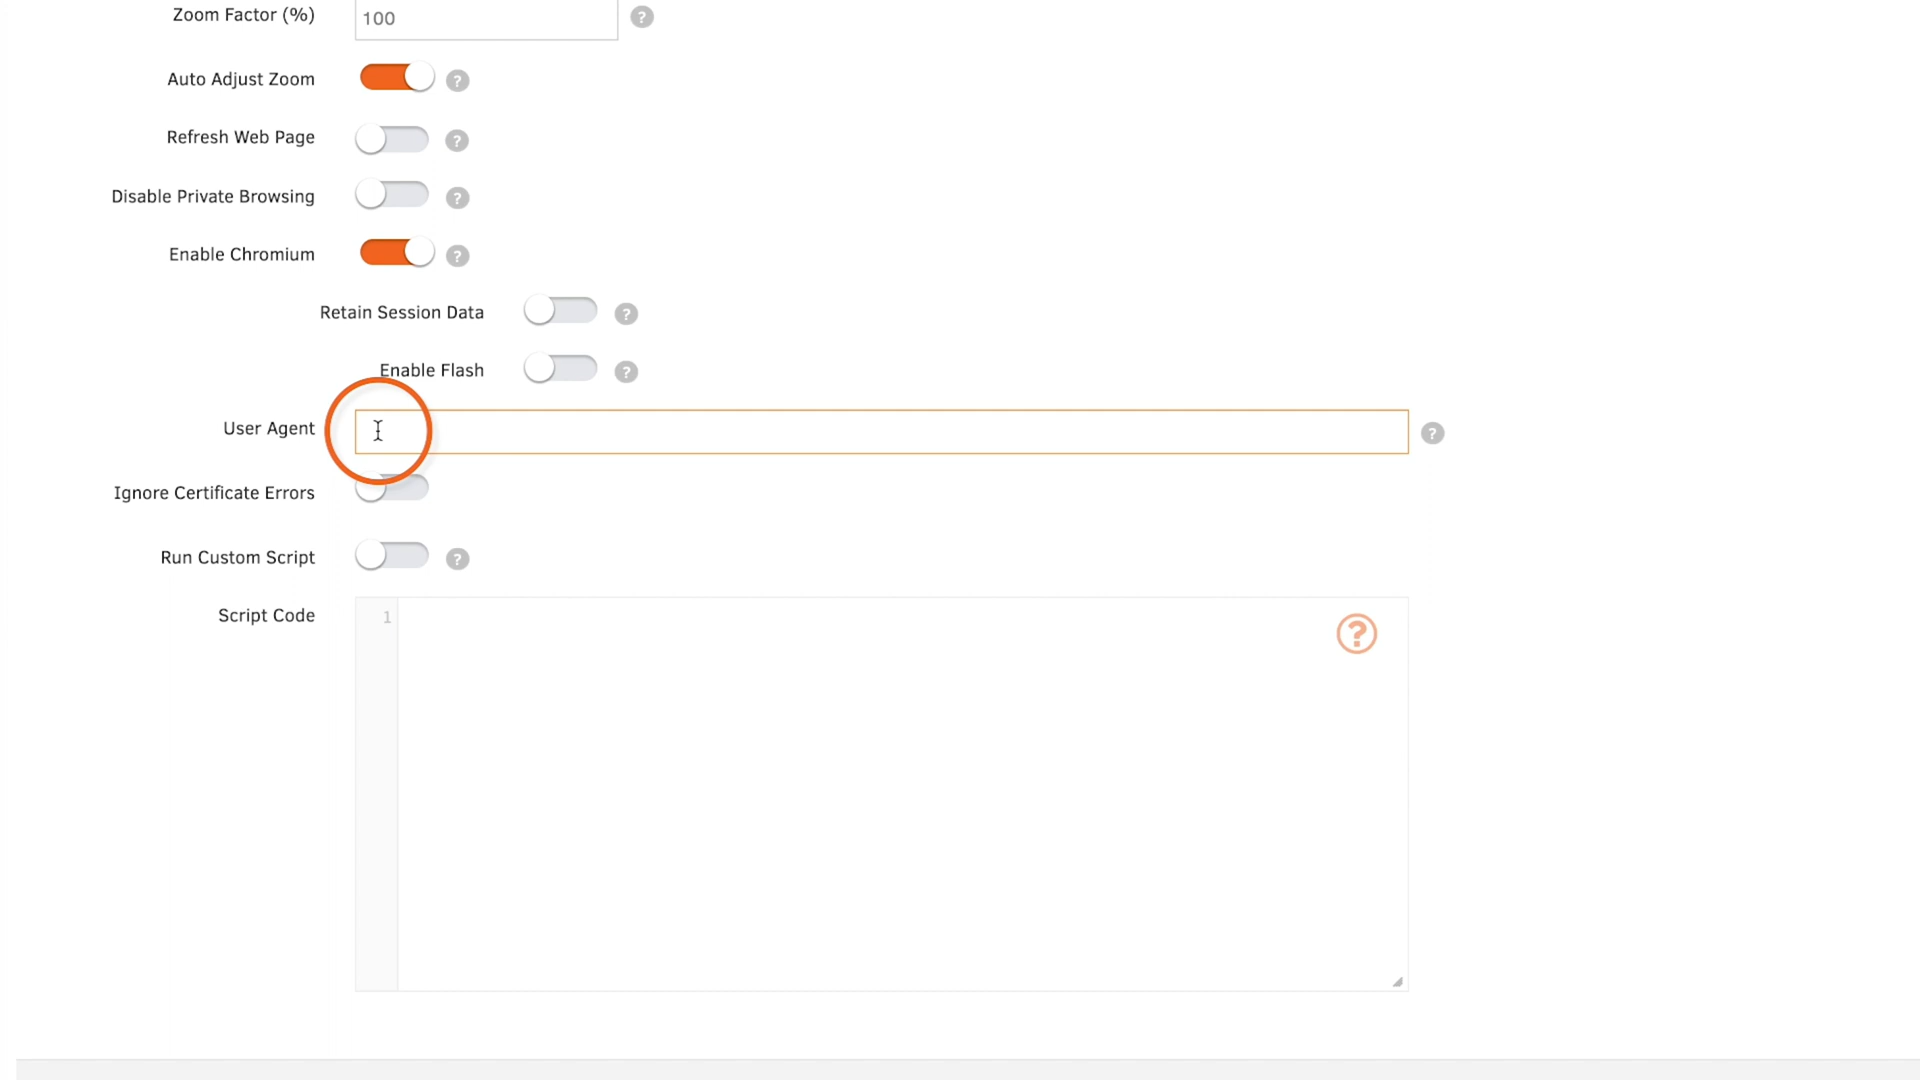 Zoom Factor (%)
100
?
Auto Adjust Zoom
?
Refresh Web Page
?
Disable Private Browsing
?
Enable Chromium
?
Retain Session Data
?
Enable Flash
?
User Agent
?
Ignore Certificate Errors
Run Custom Script
?
Script Code
1
?